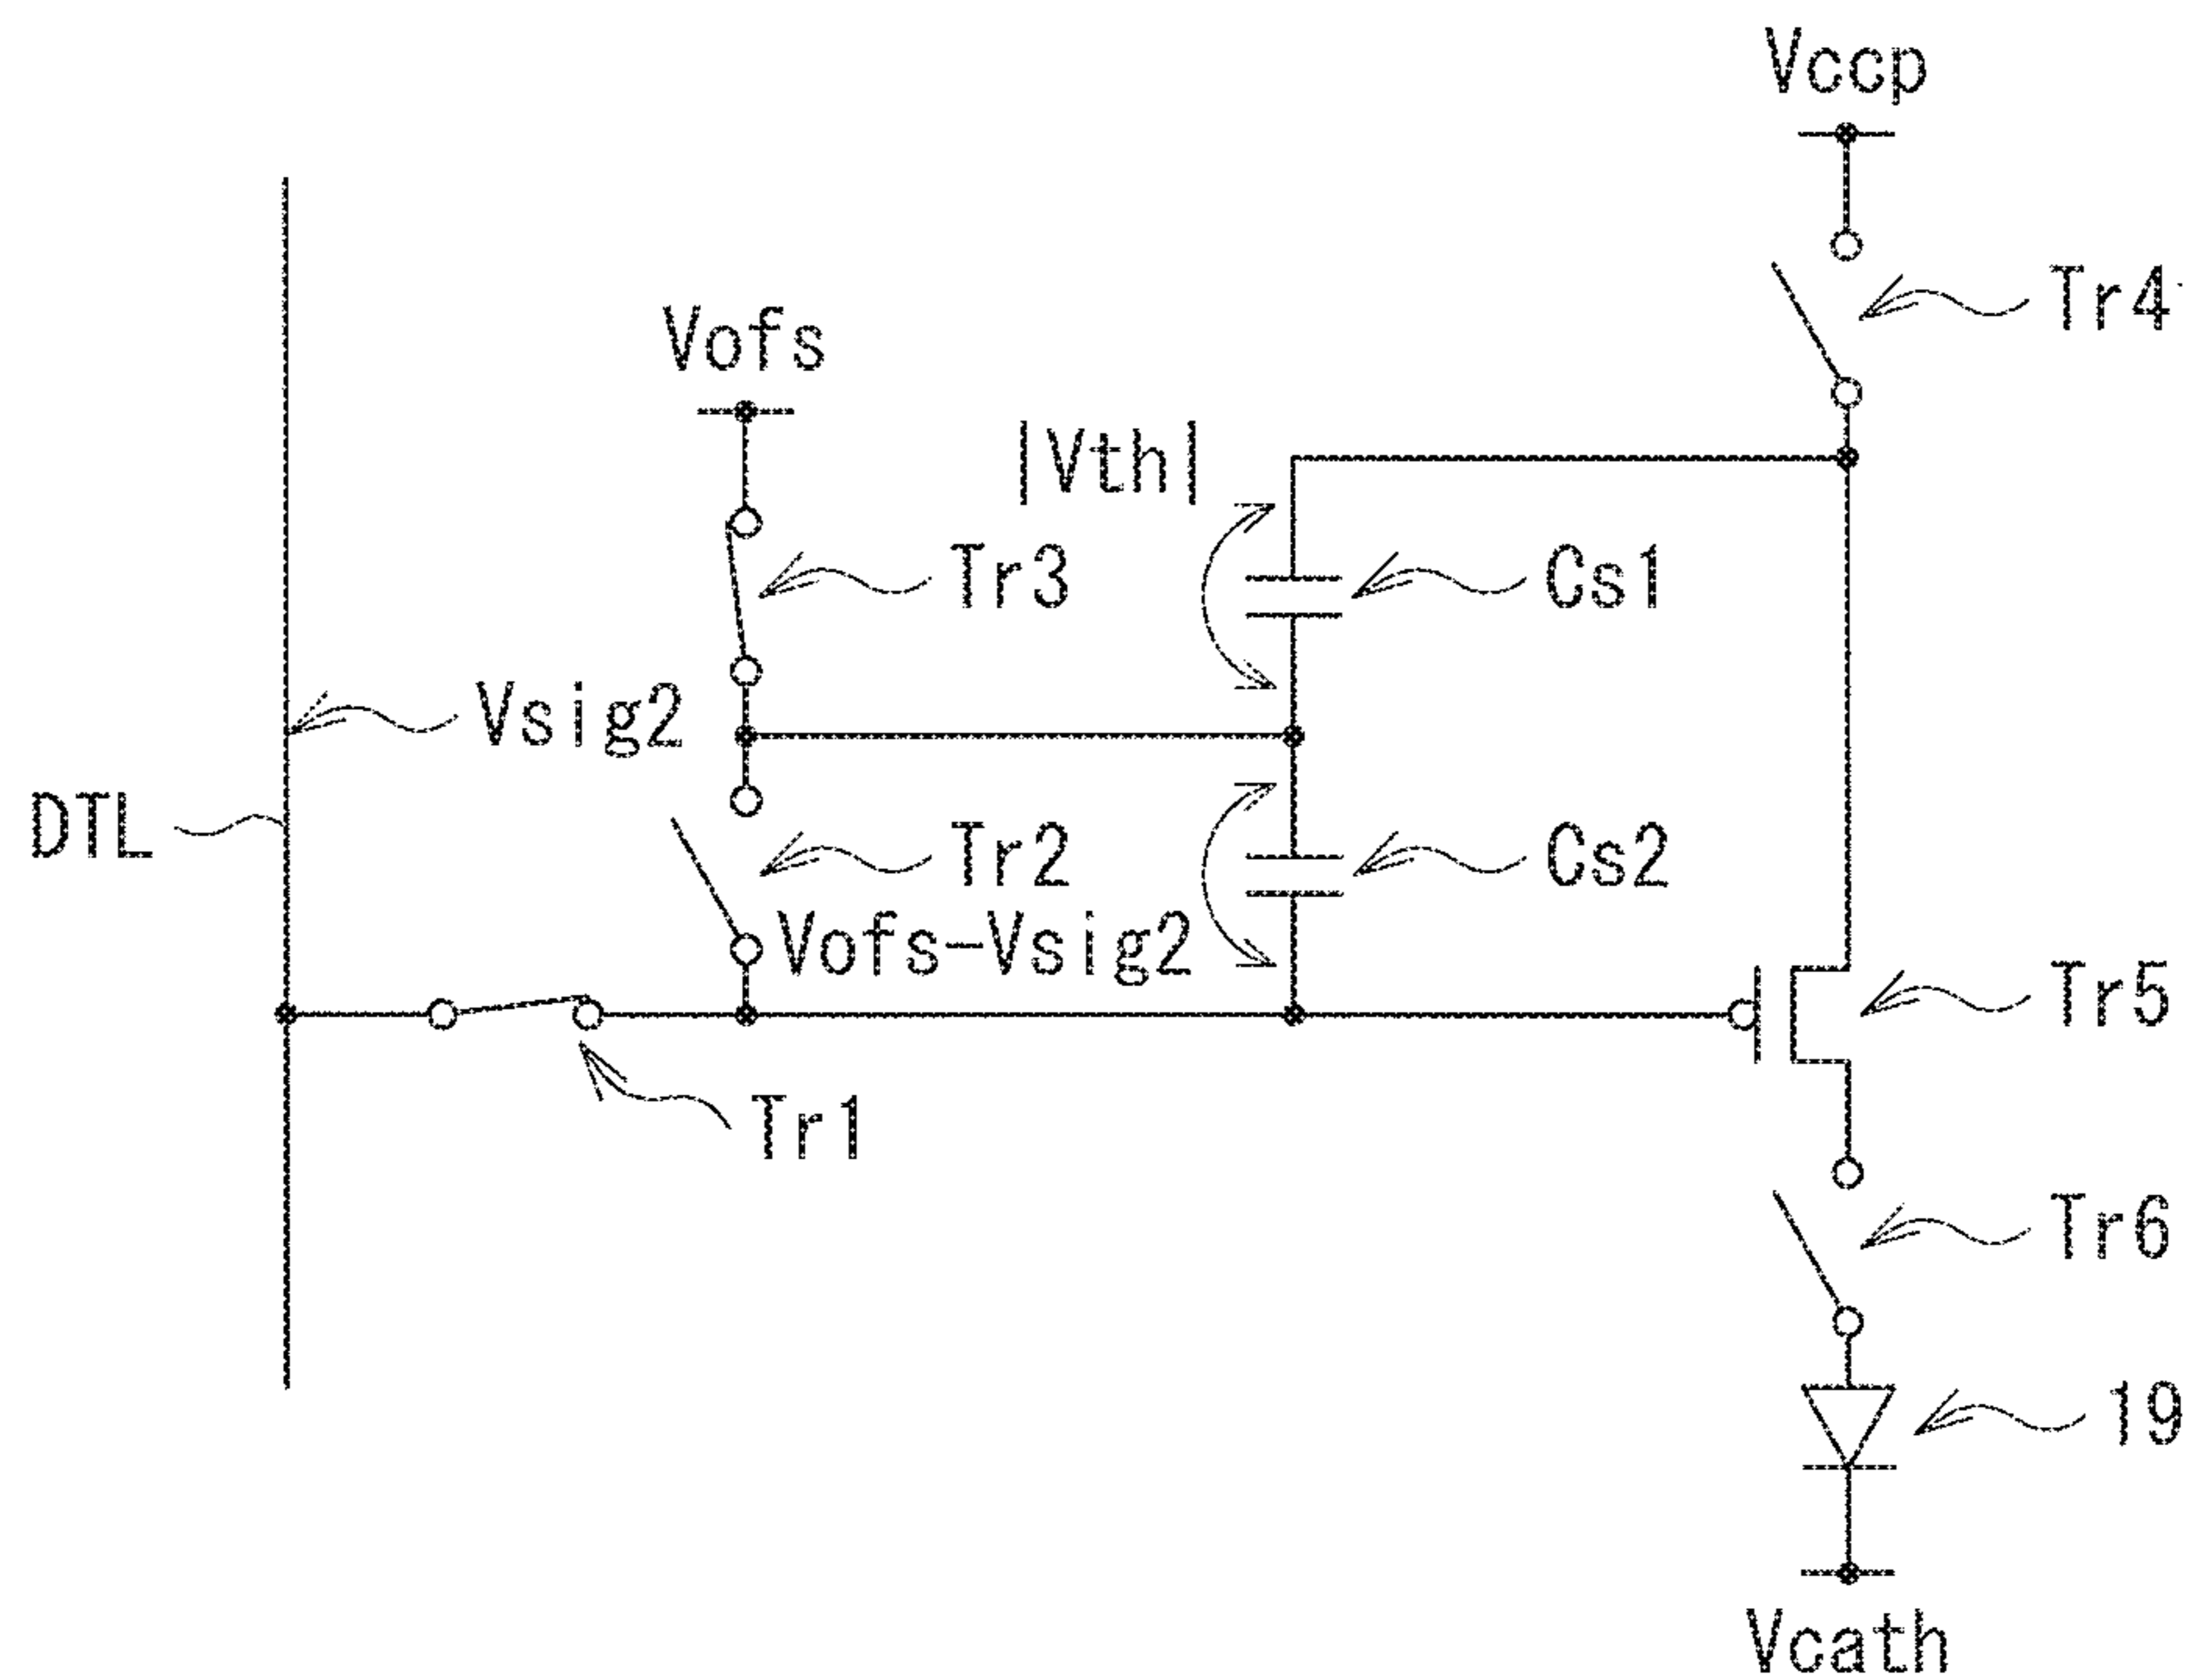 Vccp
Tr4
Vofs
|Vth|
Tr3
Cs1
Vsig2
DTL
Tr2
Cs2
Vofs-Vsig2
Tr5
Tr1
Tr6
19
Vcath